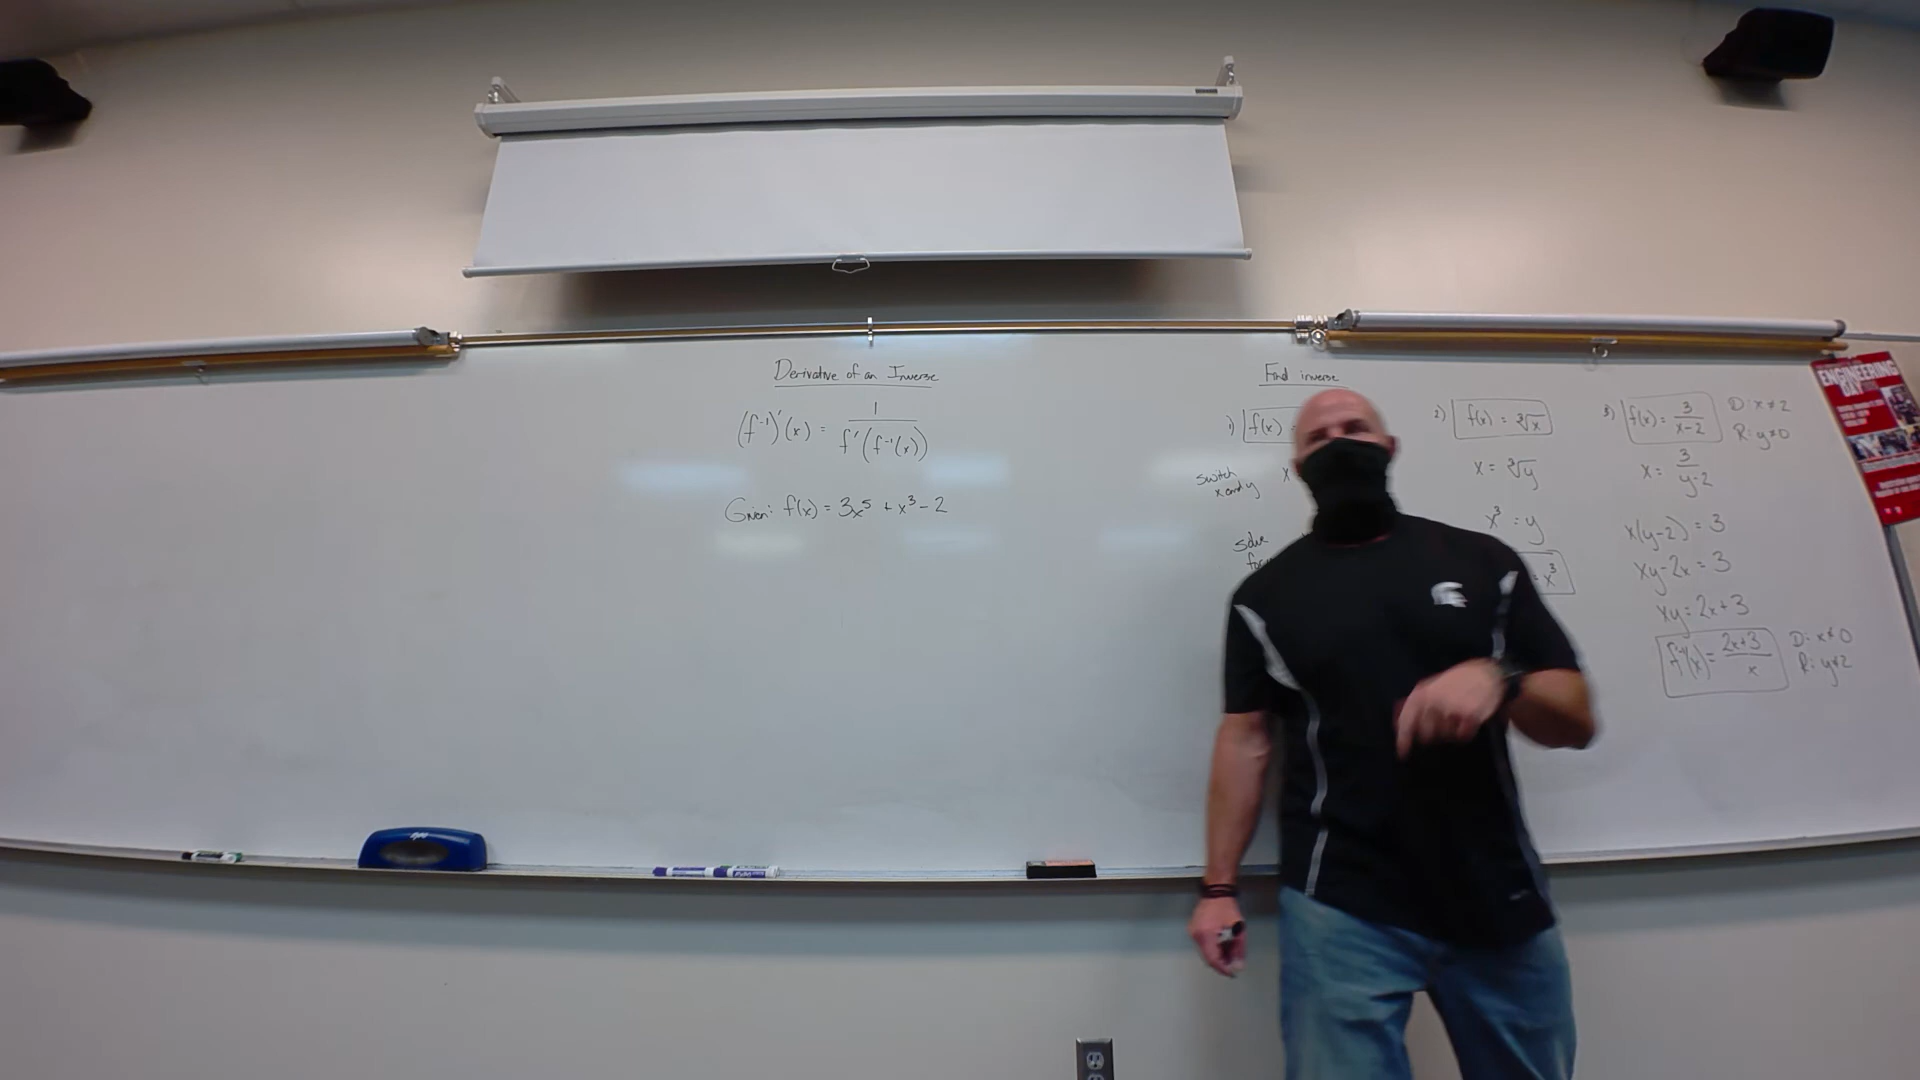 Derivative of an Inverse
(f⁻¹)'(x) = 1 / f'(f⁻¹(x))
Given: f(x) = 3x⁵ + x³ - 2
Find inverse
1) f(x) =
switch x
x and y
solve
2) f(x) = ∛x
x = ∛y
x³ = y
= x³
3) f(x) = 3 / x-2 D: x ≠ 2
R: y ≠ 0
x = 3 / y-2
x(y-2) = 3
xy - 2x = 3
xy = 2x + 3
f⁻¹(x) = 2x+3 / x D: x ≠ 0
R: y ≠ 2
ENGINEERING
DAY